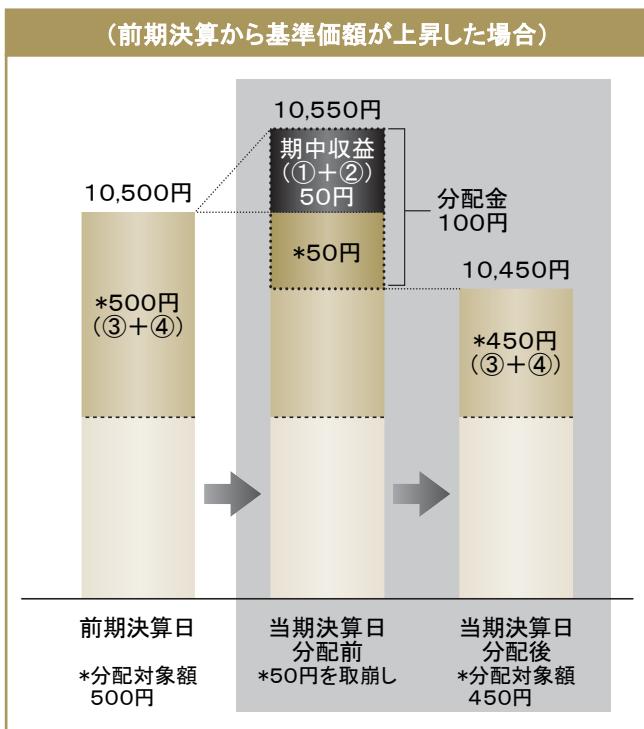 （前期決算から基準価額が上昇した場合）
10,550円
期中収益
（①＋②）
50円
10,500円
分配金
100円
*50円
10,450円
*500円
（③＋④）
*450円
（③＋④）
前期決算日
当期決算日
分配前
当期決算日
分配後
*分配対象額
500円
*50円を取崩し
*分配対象額
450円